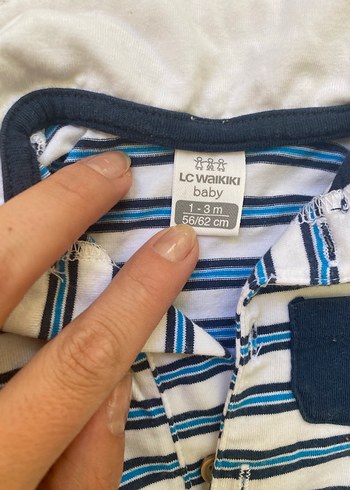 LC WAIKIKI
baby
1 - 3 m
56/62 cm